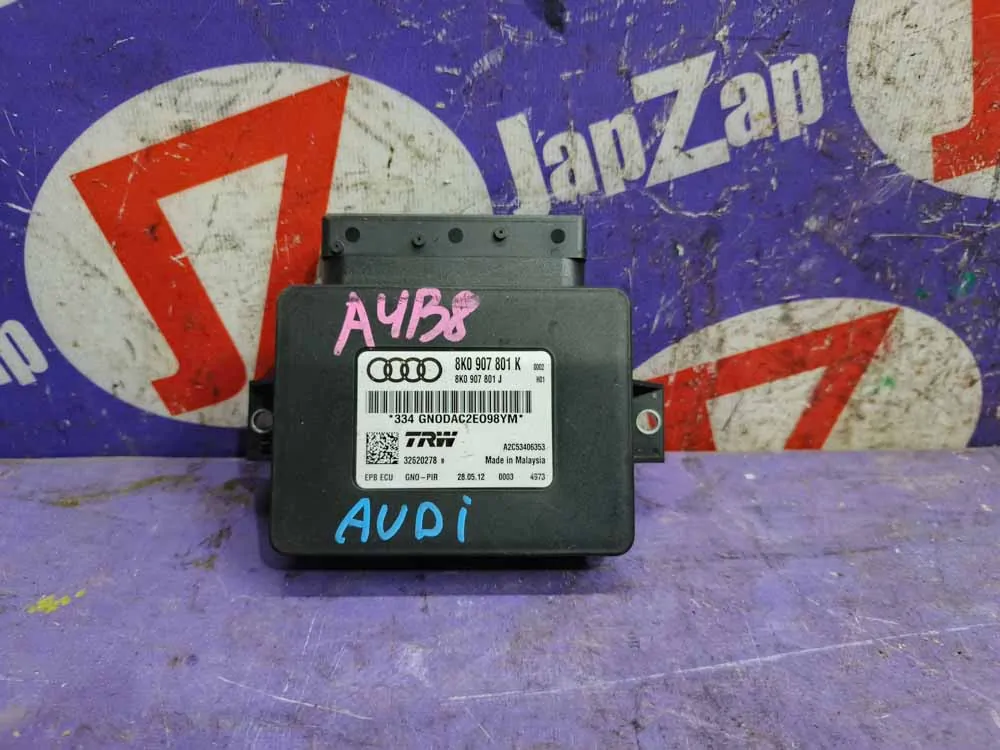 JapZap
A4B8
8K0 907 801 K 0002
8K0 907 801 J H01
*334 GNODAC2E098YM*
TRW A2C53406353
32620278 B Made in Malaysia
EPB ECU GNO-PIR 28.05.12 0003 4973
AUDi